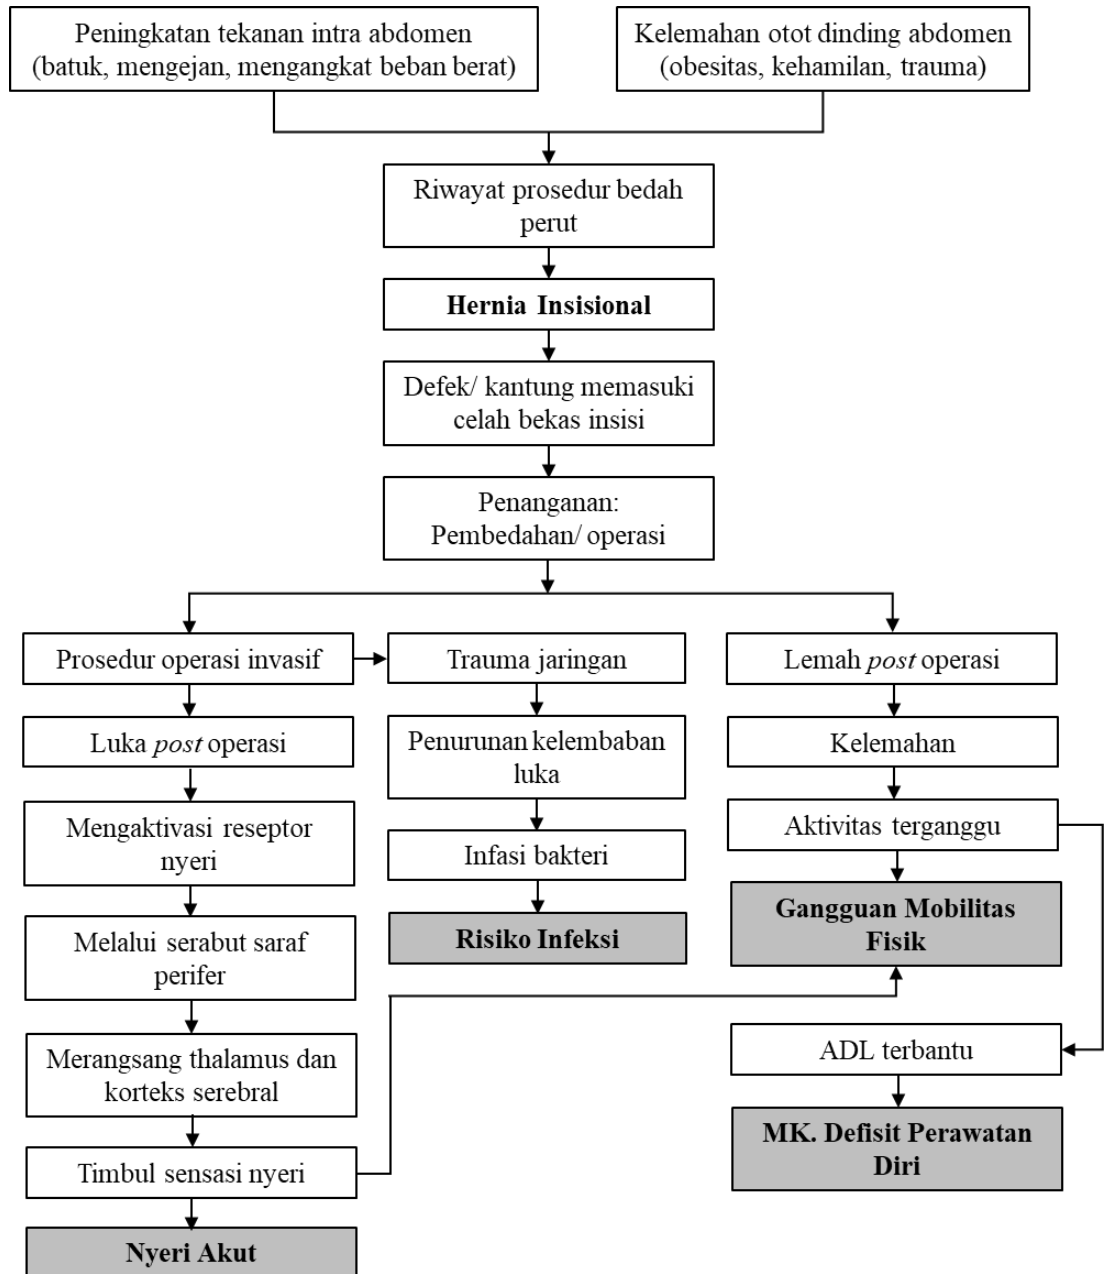 Peningkatan tekanan intra abdomen
(batuk, mengejan, mengangkat beban berat)
Kelemahan otot dinding abdomen
(obesitas, kehamilan, trauma)
Riwayat prosedur bedah
perut
Hernia Insisional
Defek/ kantung memasuki
celah bekas insisi
Penanganan:
Pembedahan/ operasi
Prosedur operasi invasif
Luka post operasi
Mengaktivasi reseptor
nyeri
Melalui serabut saraf
perifer
Merangsang thalamus dan
korteks serebral
Timbul sensasi nyeri
Nyeri Akut
Trauma jaringan
Penurunan kelembaban
luka
Infasi bakteri
Risiko Infeksi
Lemah post operasi
Kelemahan
Aktivitas terganggu
Gangguan Mobilitas
Fisik
ADL terbantu
MK. Defisit Perawatan
Diri